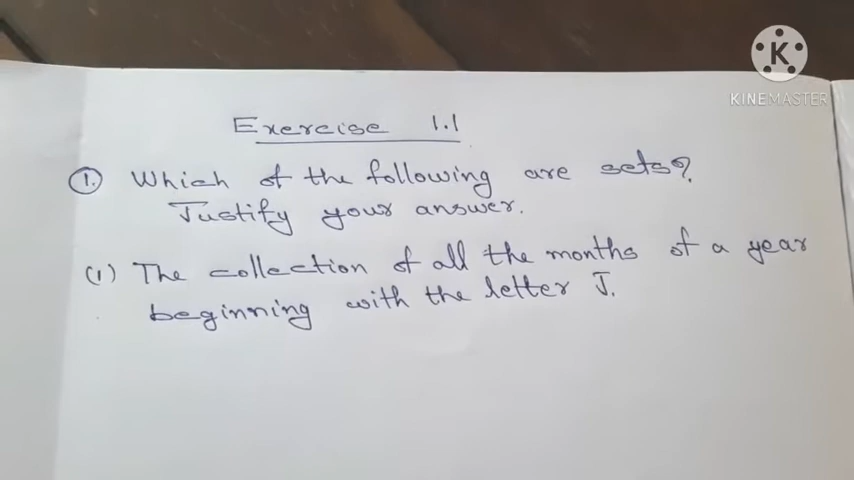 KINEMASTER
Exercise 1.1
1. Which of the following are sets?
Justify your answer.
(1) The collection of all the months of a year
beginning with the letter J.